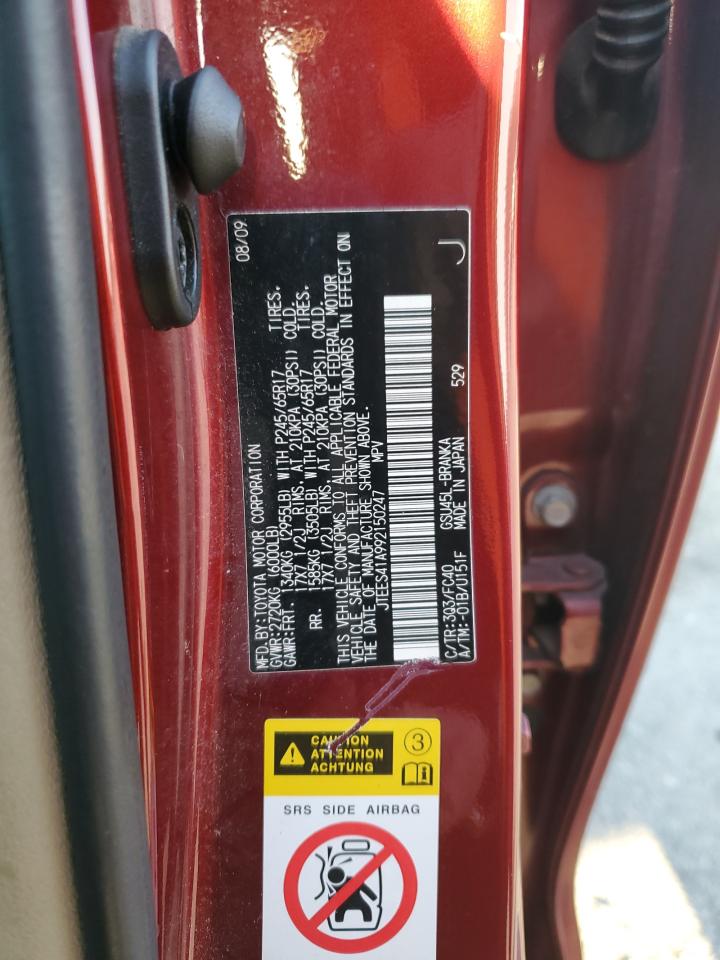 MFD.BY:TOYOTA MOTOR CORPORATION 08/09
GVWR:2720KG (6000LB)
GAWR:FRT. 1340KG (2955LB) WITH P245/65R17 TIRES.
17X7 1/2J RIMS. AT 210KPA (30PSI) COLD.
RR. 1585KG (3505LB) WITH P245/65R17 TIRES.
17X7 1/2J RIMS. AT 210KPA (30PSI) COLD.
THIS VEHICLE CONFORMS TO ALL APPLICABLE FEDERAL MOTOR
VEHICLE SAFETY AND THEFT PREVENTION STANDARDS IN EFFECT ON
THE DATE OF MANUFACTURE SHOWN ABOVE.
JTEES41A992150247 MPV
C/TR:3Q3/FC40 GSU45L-BRANKA J
A/TM:-01B/U151F MADE IN JAPAN 529
CAUTION
ATTENTION
ACHTUNG
3
SRS SIDE AIRBAG